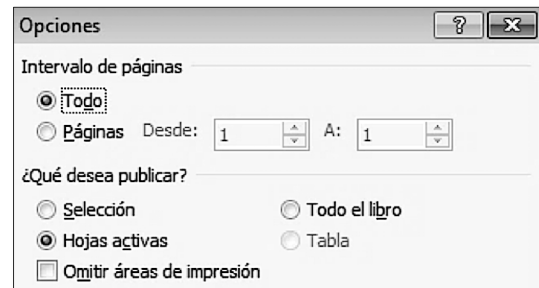 Opciones
Intervalo de páginas
Todo
Páginas Desde: 1 A: 1
¿Qué desea publicar?
Selección Todo el libro
Hojas activas Tabla
Omitir áreas de impresión